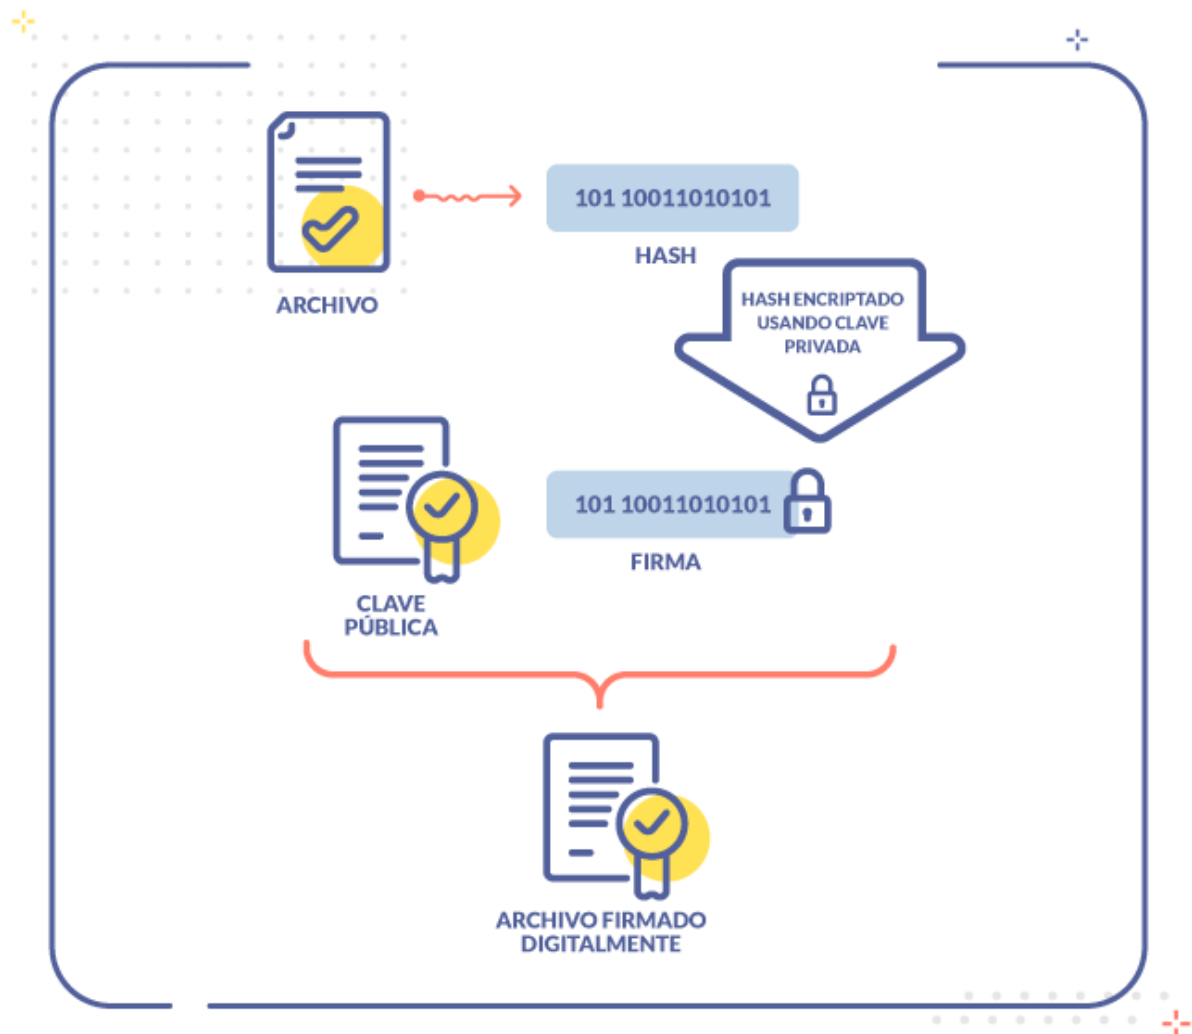 101 10011010101
HASH
ARCHIVO
HASH ENCRIPTADO
USANDO CLAVE
PRIVADA
101 10011010101
FIRMA
CLAVE
PÚBLICA
ARCHIVO FIRMADO
DIGITALMENTE